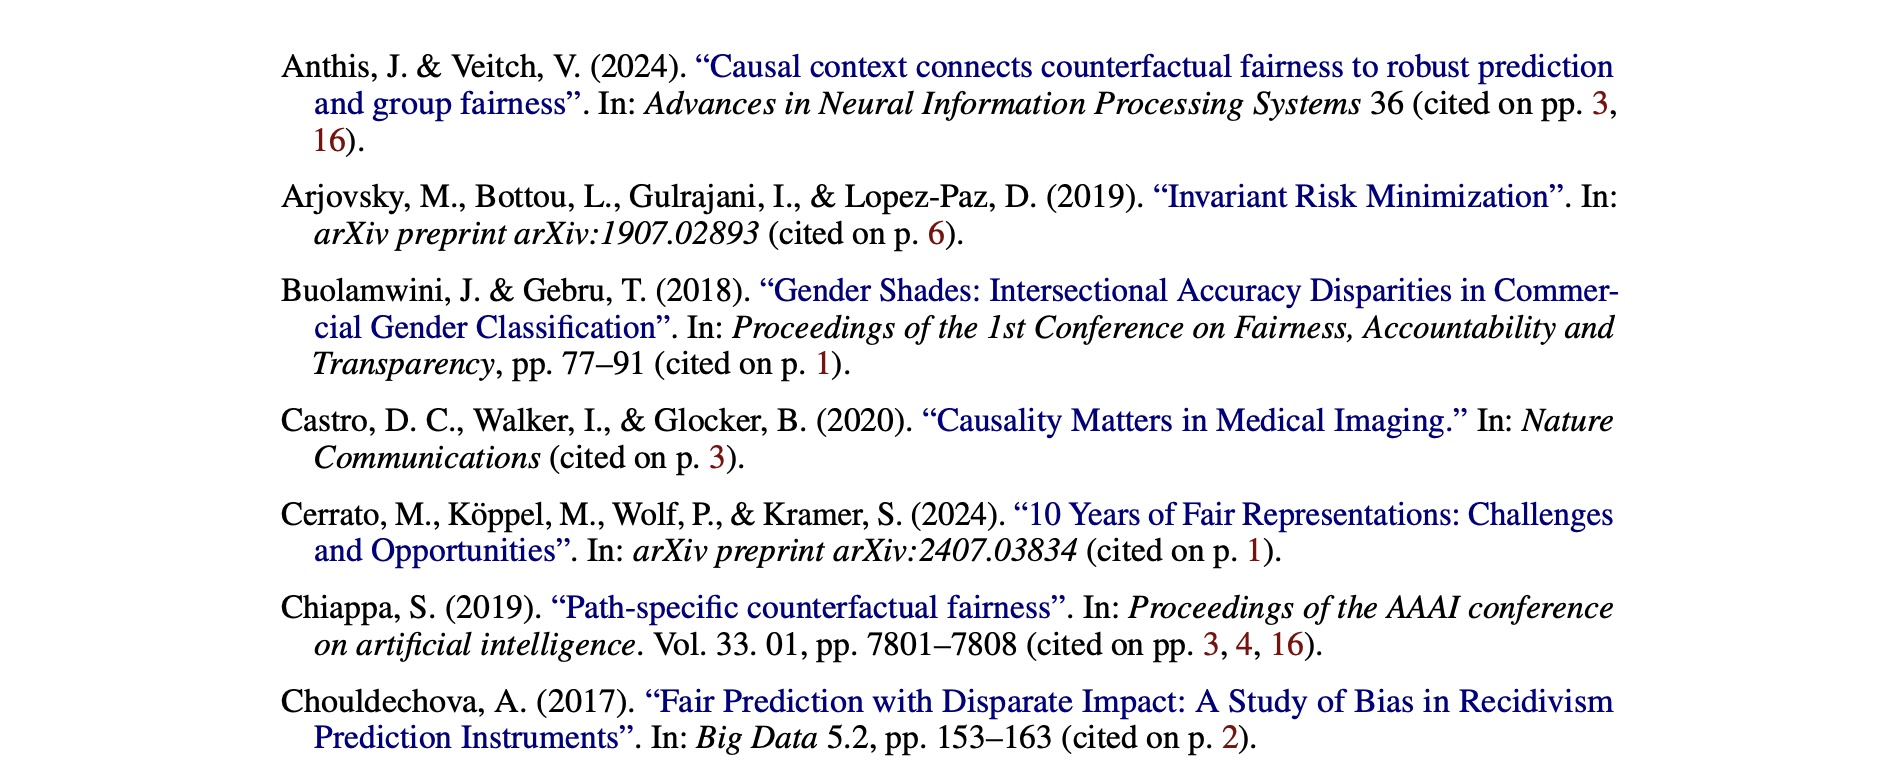 Anthis, J. & Veitch, V. (2024). “Causal context connects counterfactual fairness to robust prediction
and group fairness”. In: Advances in Neural Information Processing Systems 36 (cited on pp. 3,
16).
Arjovsky, M., Bottou, L., Gulrajani, I., & Lopez-Paz, D. (2019). “Invariant Risk Minimization”. In:
arXiv preprint arXiv:1907.02893 (cited on p. 6).
Buolamwini, J. & Gebru, T. (2018). “Gender Shades: Intersectional Accuracy Disparities in Commer-
cial Gender Classification”. In: Proceedings of the 1st Conference on Fairness, Accountability and
Transparency, pp. 77–91 (cited on p. 1).
Castro, D. C., Walker, I., & Glocker, B. (2020). “Causality Matters in Medical Imaging.” In: Nature
Communications (cited on p. 3).
Cerrato, M., Köppel, M., Wolf, P., & Kramer, S. (2024). “10 Years of Fair Representations: Challenges
and Opportunities”. In: arXiv preprint arXiv:2407.03834 (cited on p. 1).
Chiappa, S. (2019). “Path-specific counterfactual fairness”. In: Proceedings of the AAAI conference
on artificial intelligence. Vol. 33. 01, pp. 7801–7808 (cited on pp. 3, 4, 16).
Chouldechova, A. (2017). “Fair Prediction with Disparate Impact: A Study of Bias in Recidivism
Prediction Instruments”. In: Big Data 5.2, pp. 153–163 (cited on p. 2).